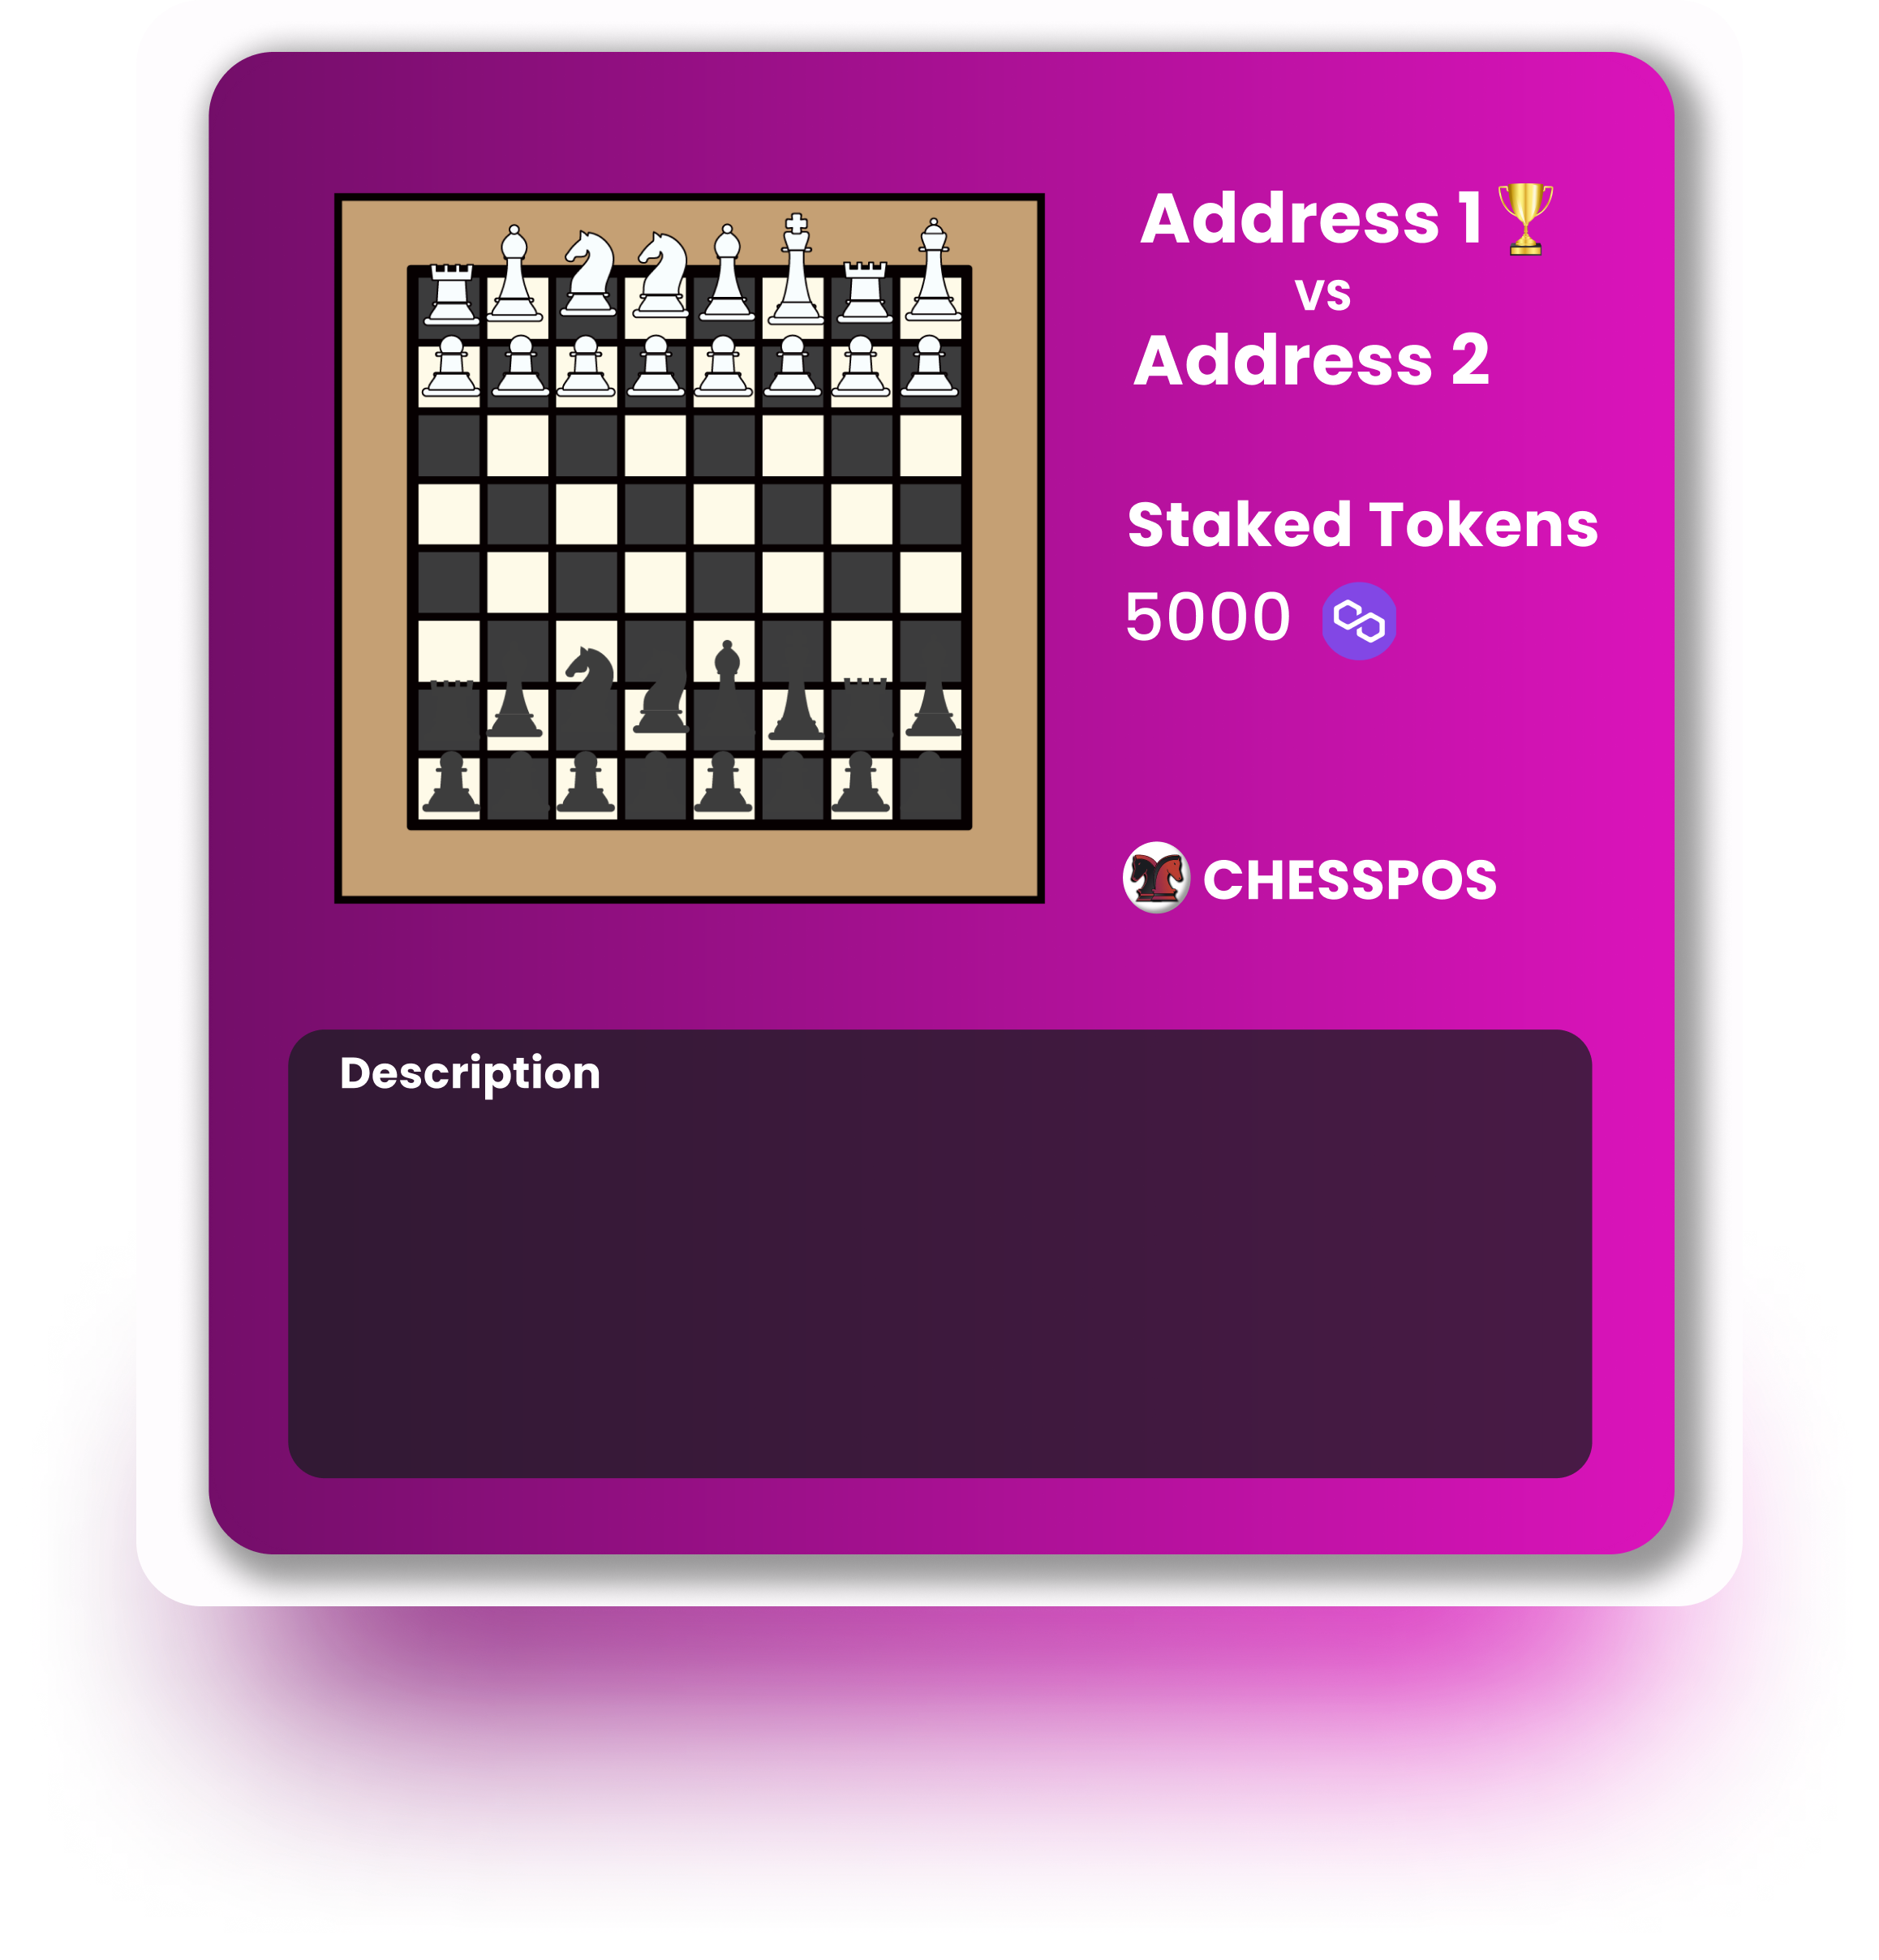 Address 1
vs
Address 2
Staked Tokens
5000
CHESSPOS
Description